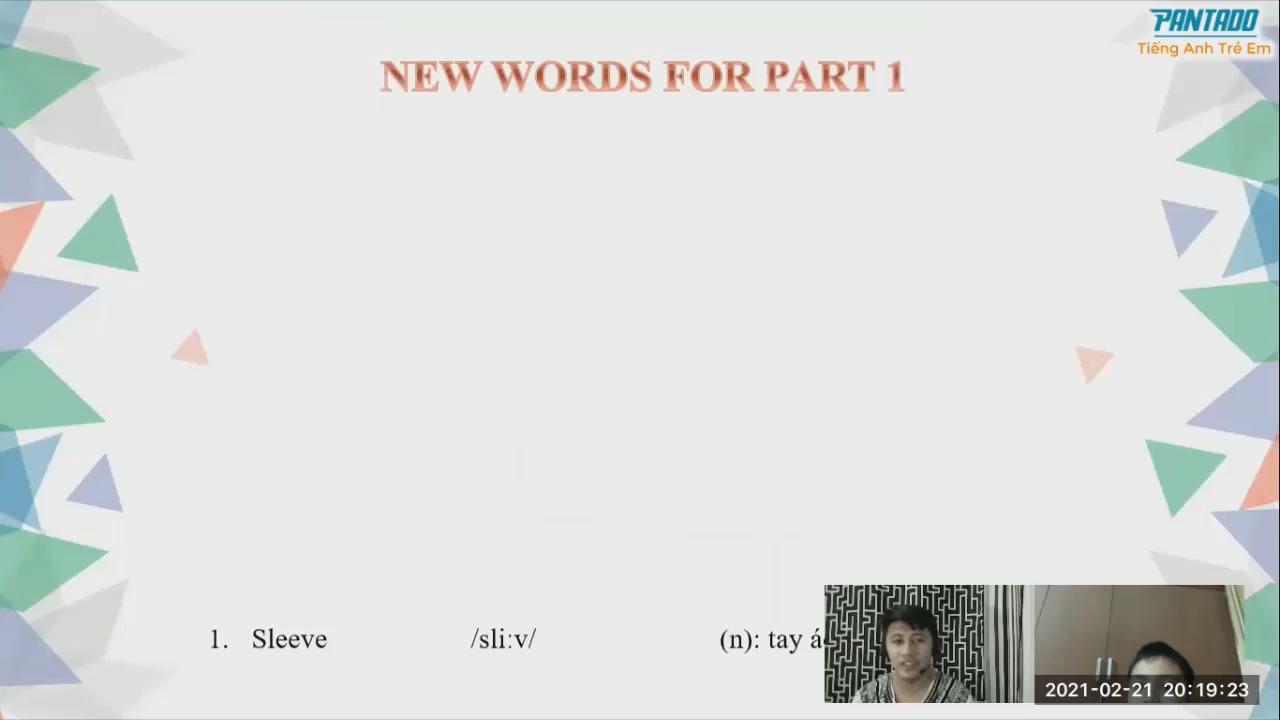 PANTADO
Tiếng Anh Trẻ Em
NEW WORDS FOR PART 1
1. Sleeve /sliːv/ (n): tay
2021-02-21 20:19:23